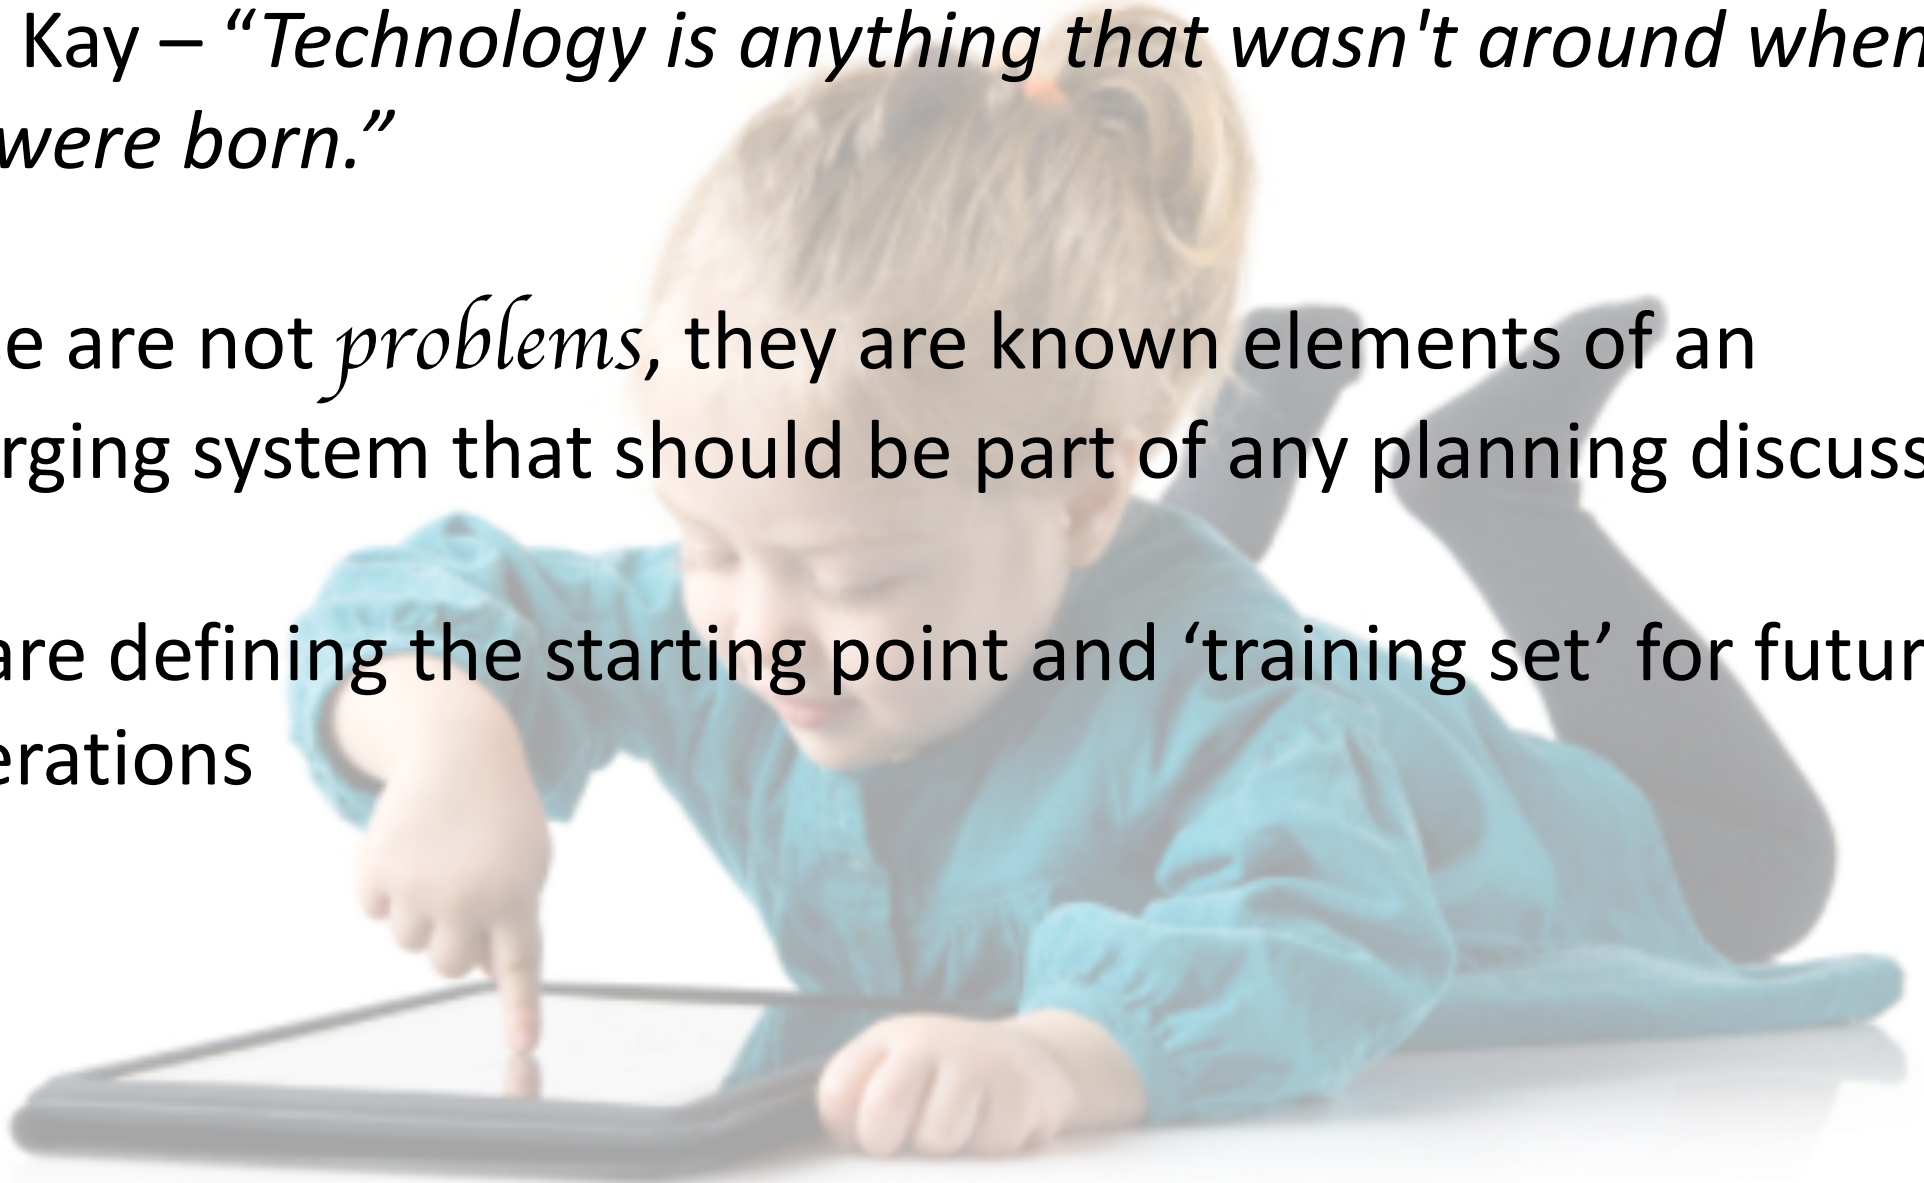 Kay – “Technology is anything that wasn't around when
were born.”
se are not problems, they are known elements of an
rging system that should be part of any planning discuss
are defining the starting point and ‘training set’ for futur
erations